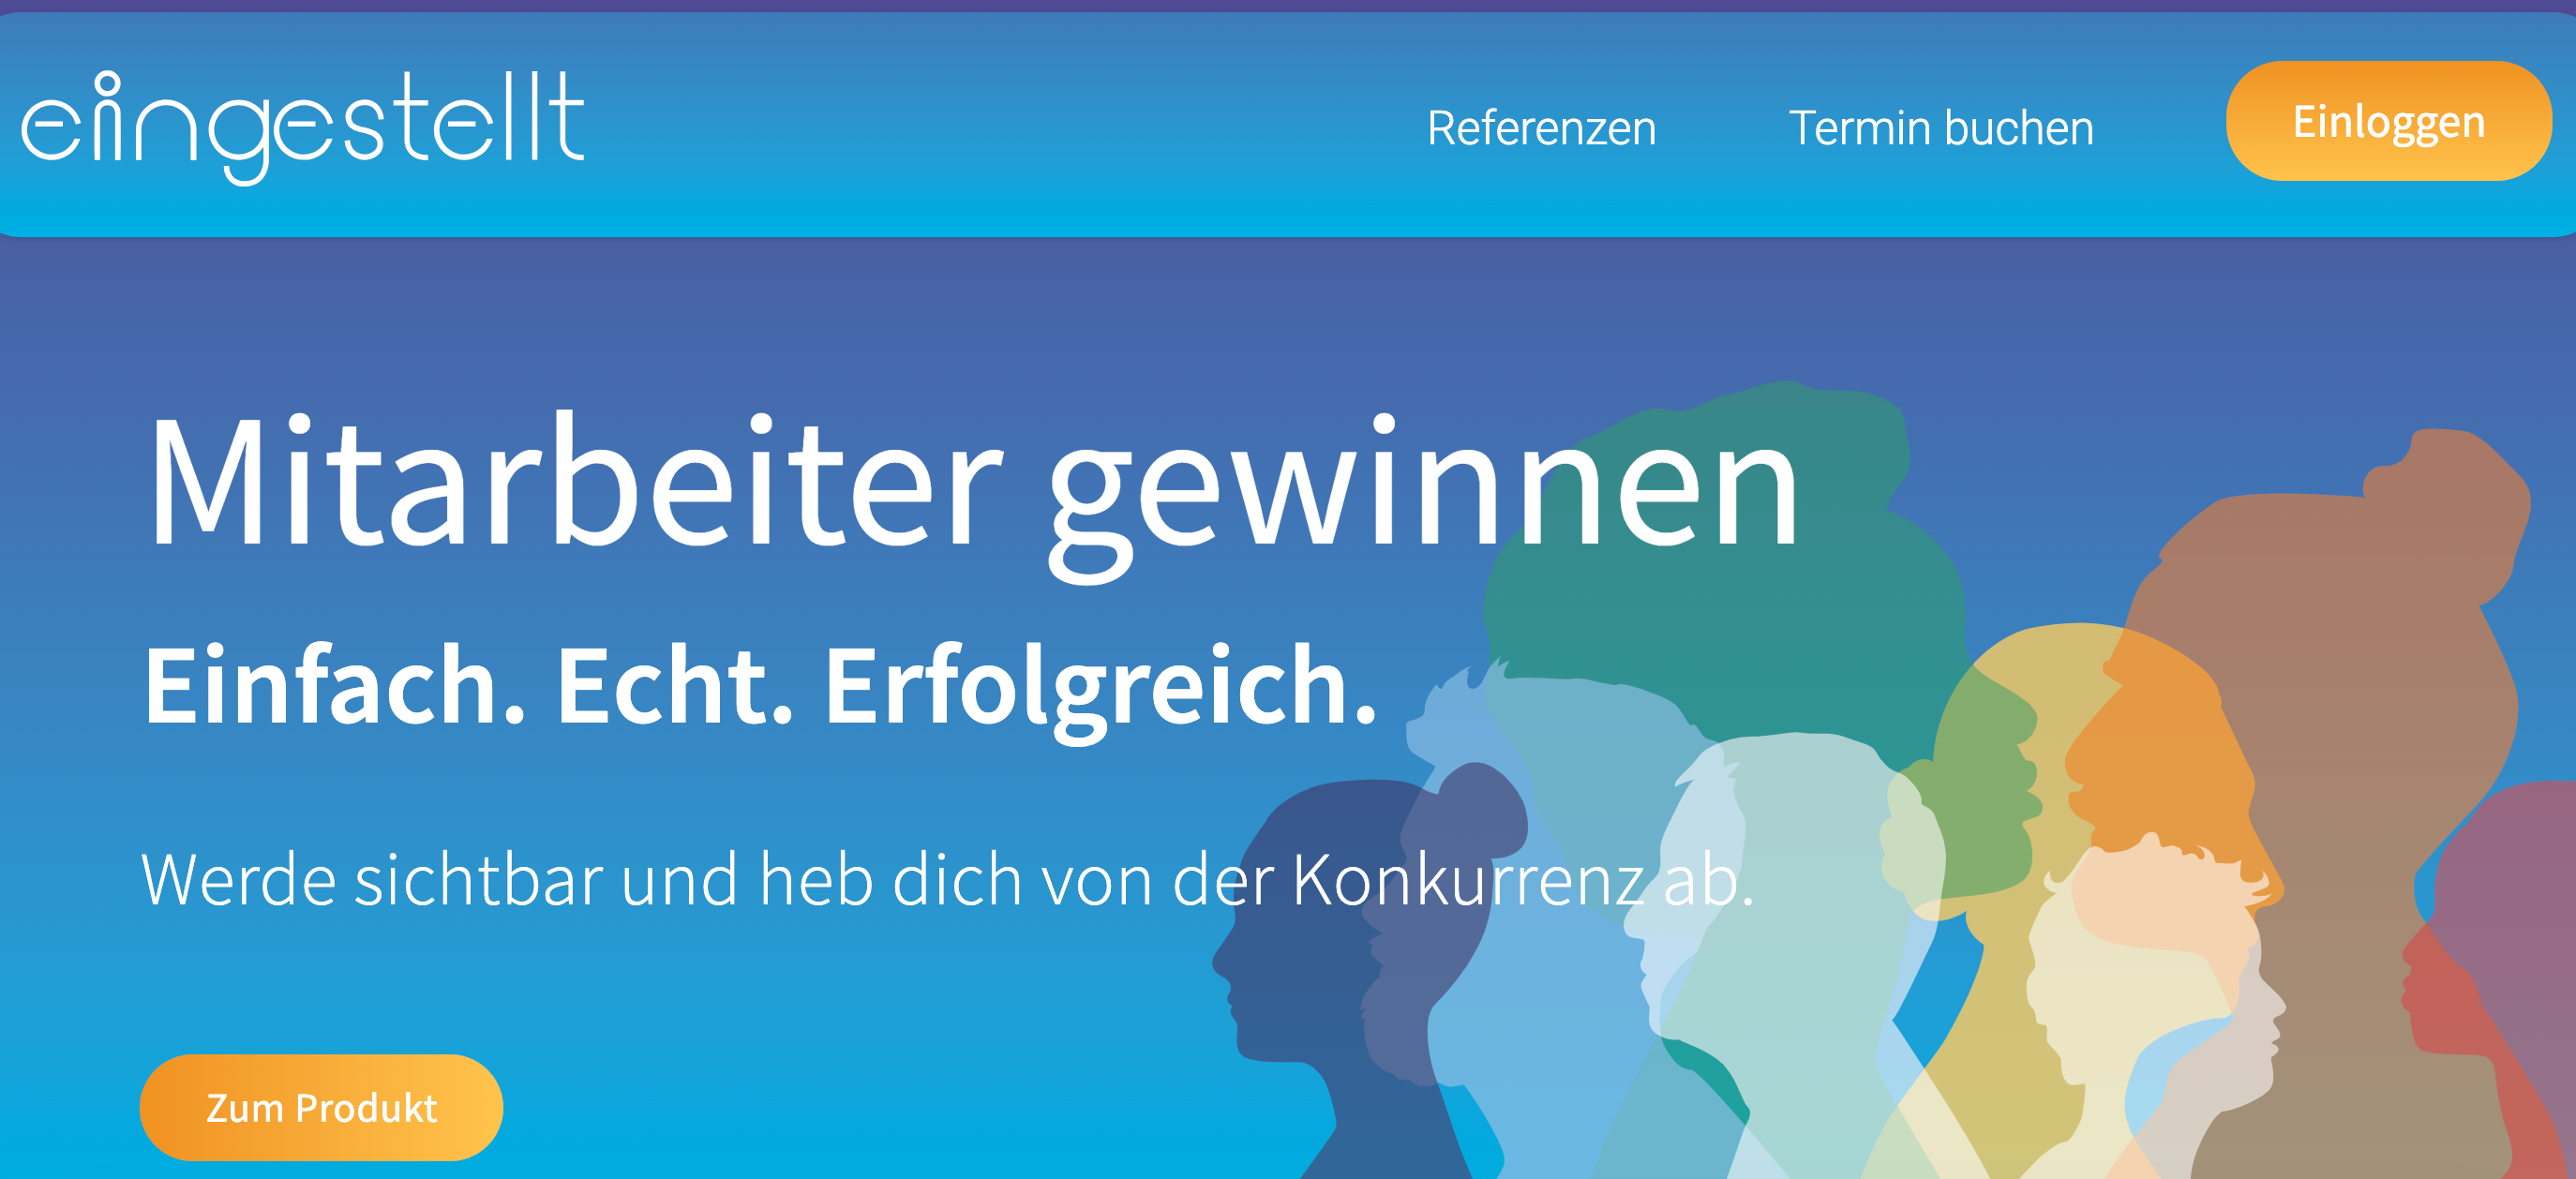 eingestellt
Referenzen
Termin buchen
Einloggen
Mitarbeiter gewinnen
Einfach. Echt. Erfolgreich.
Werde sichtbar und heb dich von der Konkurrenz ab.
Zum Produkt